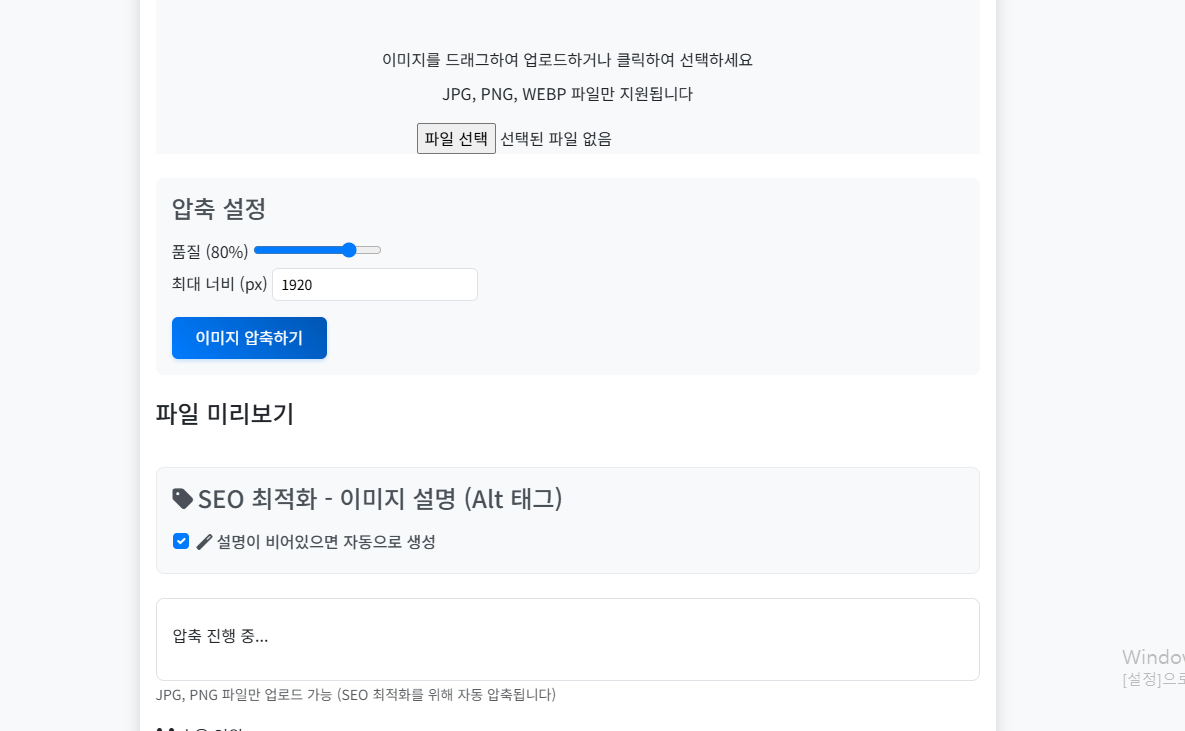 이미지를 드래그하여 업로드하거나 클릭하여 선택하세요
JPG, PNG, WEBP 파일만 지원됩니다
파일 선택 선택된 파일 없음
압축 설정
품질 (80%)
최대 너비 (px) 1920
이미지 압축하기
파일 미리보기
SEO 최적화 - 이미지 설명 (Alt 태그)
설명이 비어있으면 자동으로 생성
압축 진행 중...
JPG, PNG 파일만 업로드 가능 (SEO 최적화를 위해 자동 압축됩니다)
[설정]으로